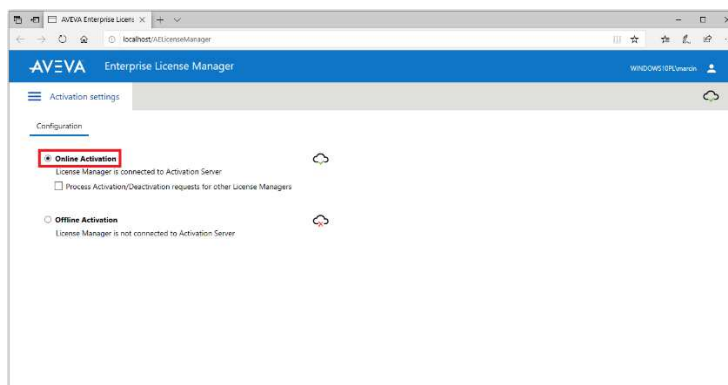 AVEVA Enterprise Licens
localhost/AELicenseManager
AVEVA Enterprise License Manager WINDOWS10PL\marcin
Activation settings
Configuration
Online Activation
License Manager is connected to Activation Server
Process Activation/Deactivation requests for other License Managers
Offline Activation
License Manager is not connected to Activation Server